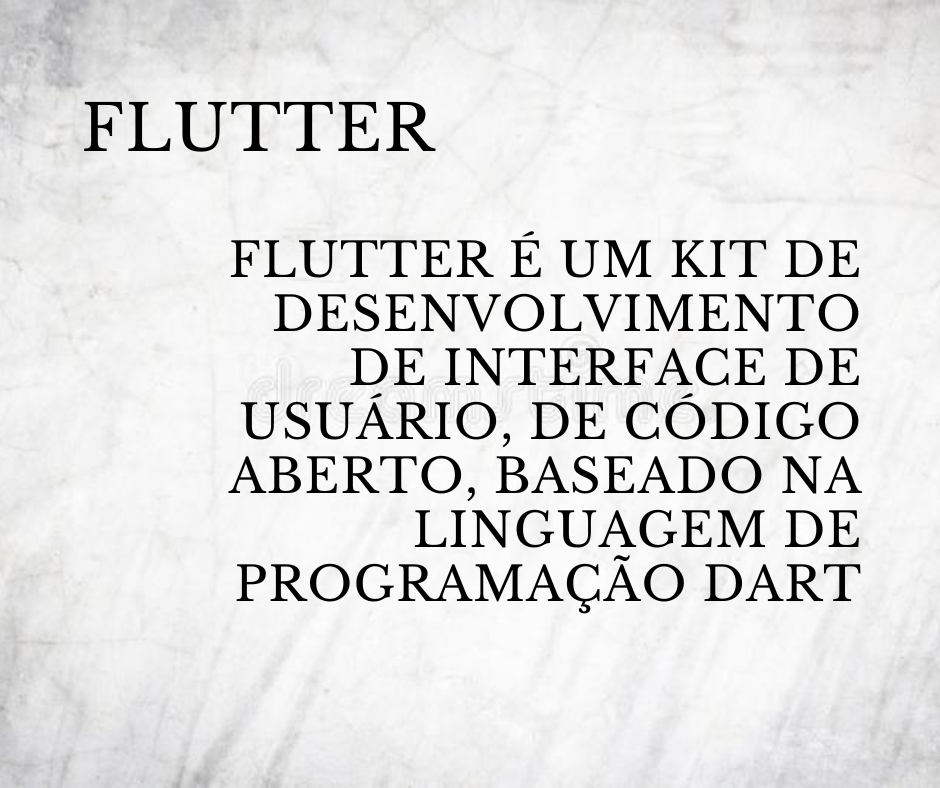 FLUTTER
FLUTTER É UM KIT DE
DESENVOLVIMENTO
DE INTERFACE DE
USUÁRIO, DE CÓDIGO
ABERTO, BASEADO NA
LINGUAGEM DE
PROGRAMAÇÃO DART
dreamstime